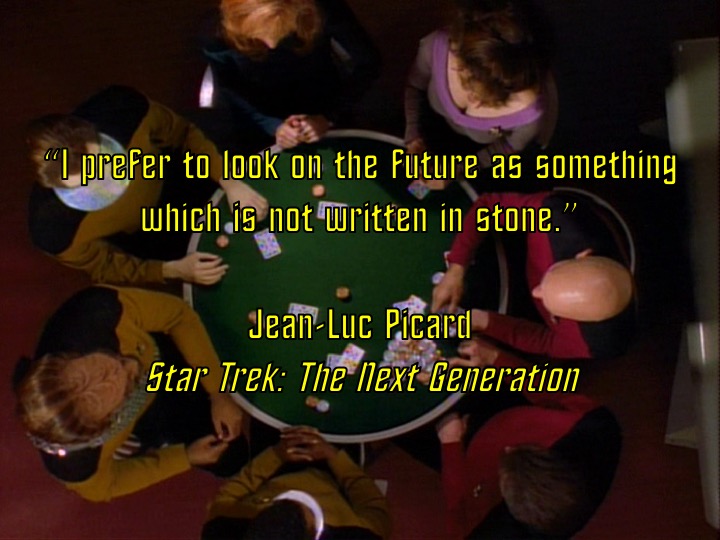 “I prefer to look on the future as something
which is not written in stone.”
Jean-Luc Picard
Star Trek: The Next Generation